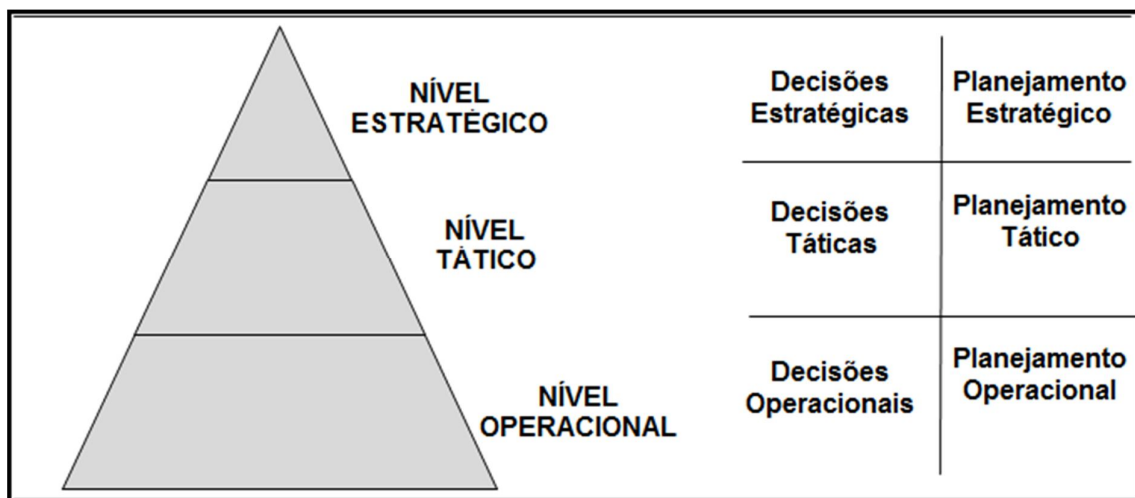 NÍVEL
ESTRATÉGICO
Decisões
Estratégicas
Planejamento
Estratégico
NÍVEL
TÁTICO
Decisões
Táticas
Planejamento
Tático
NÍVEL
OPERACIONAL
Decisões
Operacionais
Planejamento
Operacional